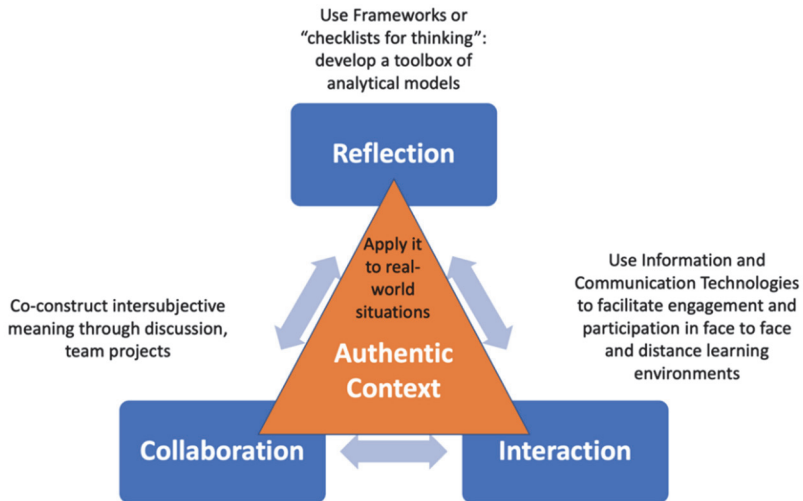 Use Frameworks or
“checklists for thinking”:
develop a toolbox of
analytical models
Reflection
Apply it
to real-
world
situations
Authentic
Context
Co-construct intersubjective
meaning through discussion,
team projects
Use Information and
Communication Technologies
to facilitate engagement and
participation in face to face
and distance learning
environments
Collaboration
Interaction